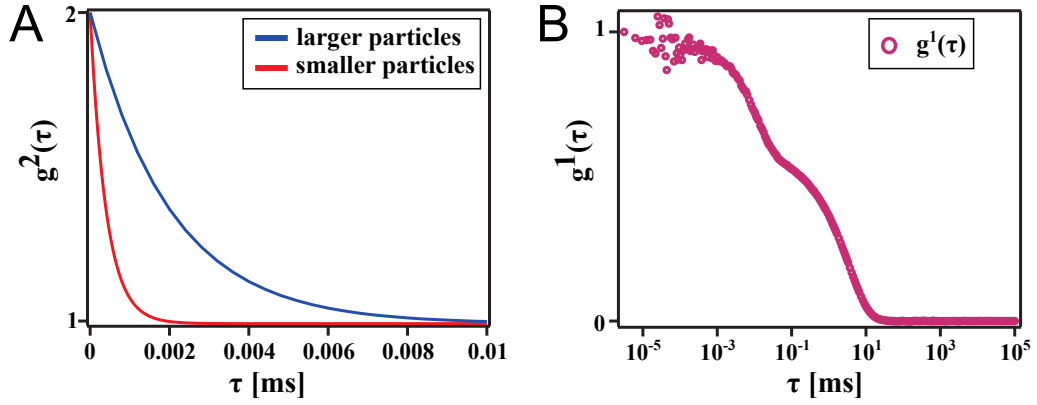 A
2
1
g²(τ)
larger particles
smaller particles
0
0.002
0.004
0.006
0.008
0.01
τ [ms]
B
1
0
g¹(τ)
g¹(τ)
10⁻⁵
10⁻³
10⁻¹
10¹
10³
10⁵
τ [ms]